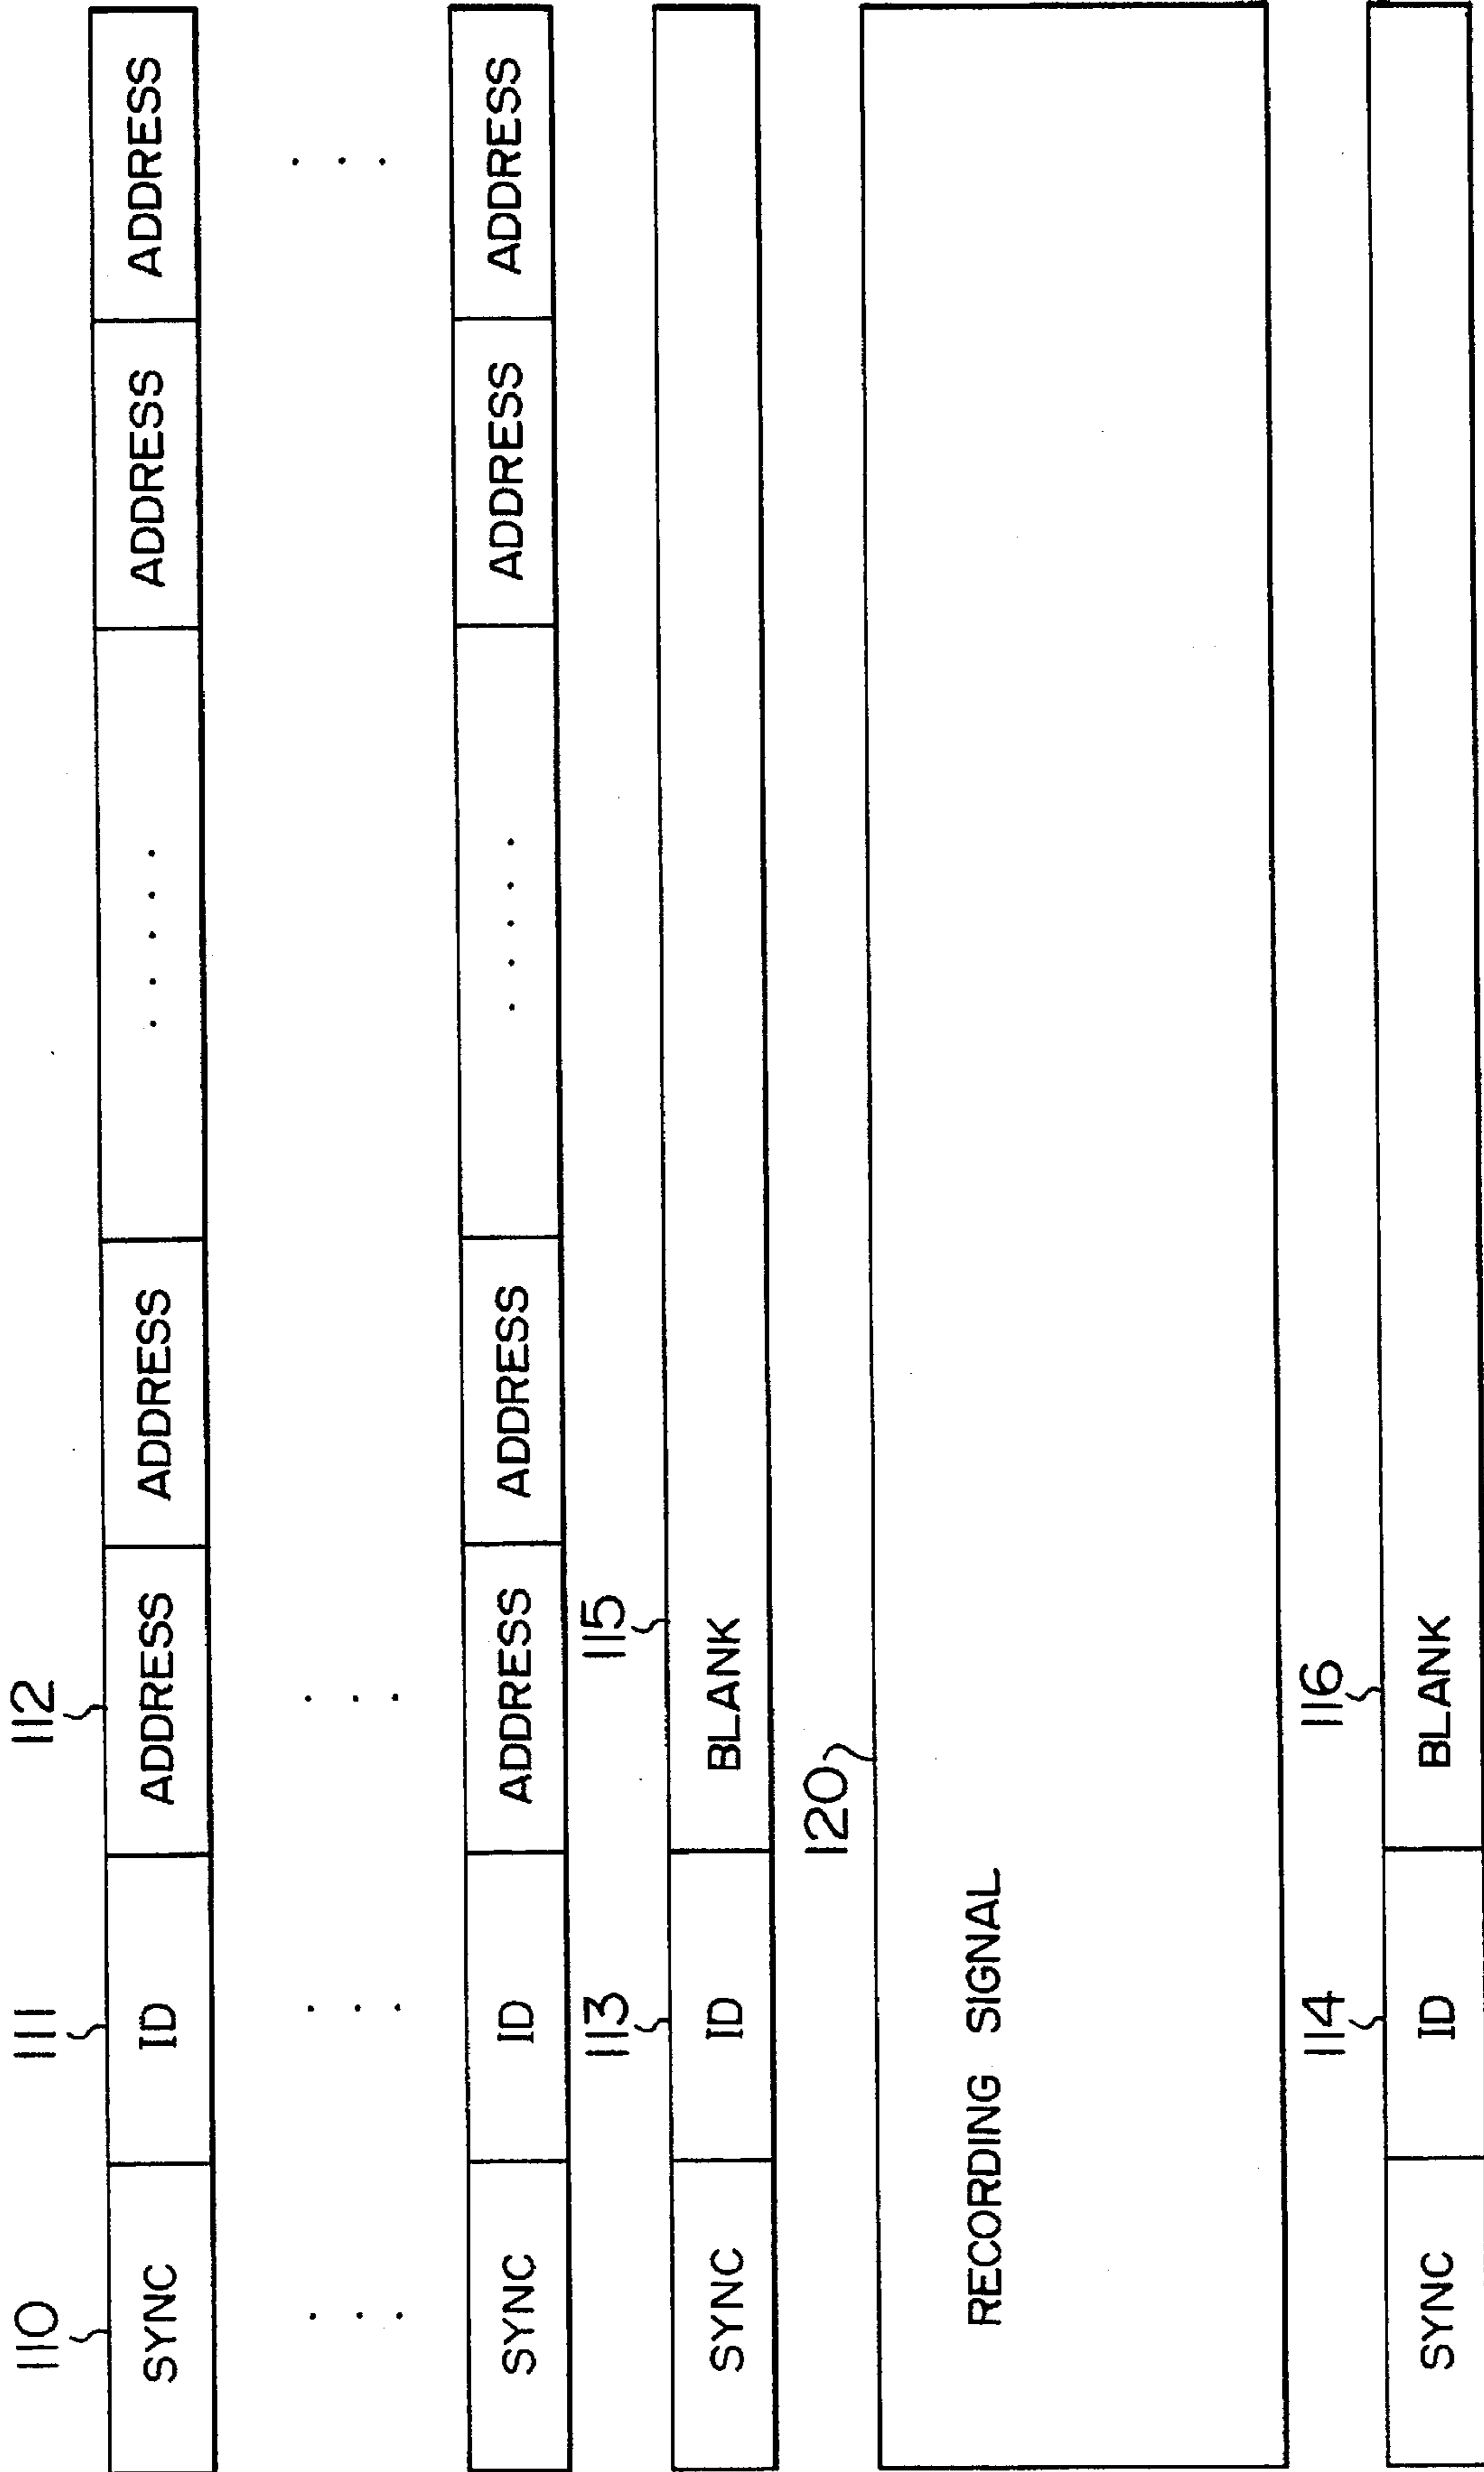 110 111 112
SYNC ID ADDRESS ADDRESS ..... ADDRESS ADDRESS
... ... ... ...
SYNC ID ADDRESS ADDRESS ..... ADDRESS ADDRESS
113 115
SYNC ID BLANK
120
RECORDING SIGNAL
114 116
SYNC ID BLANK